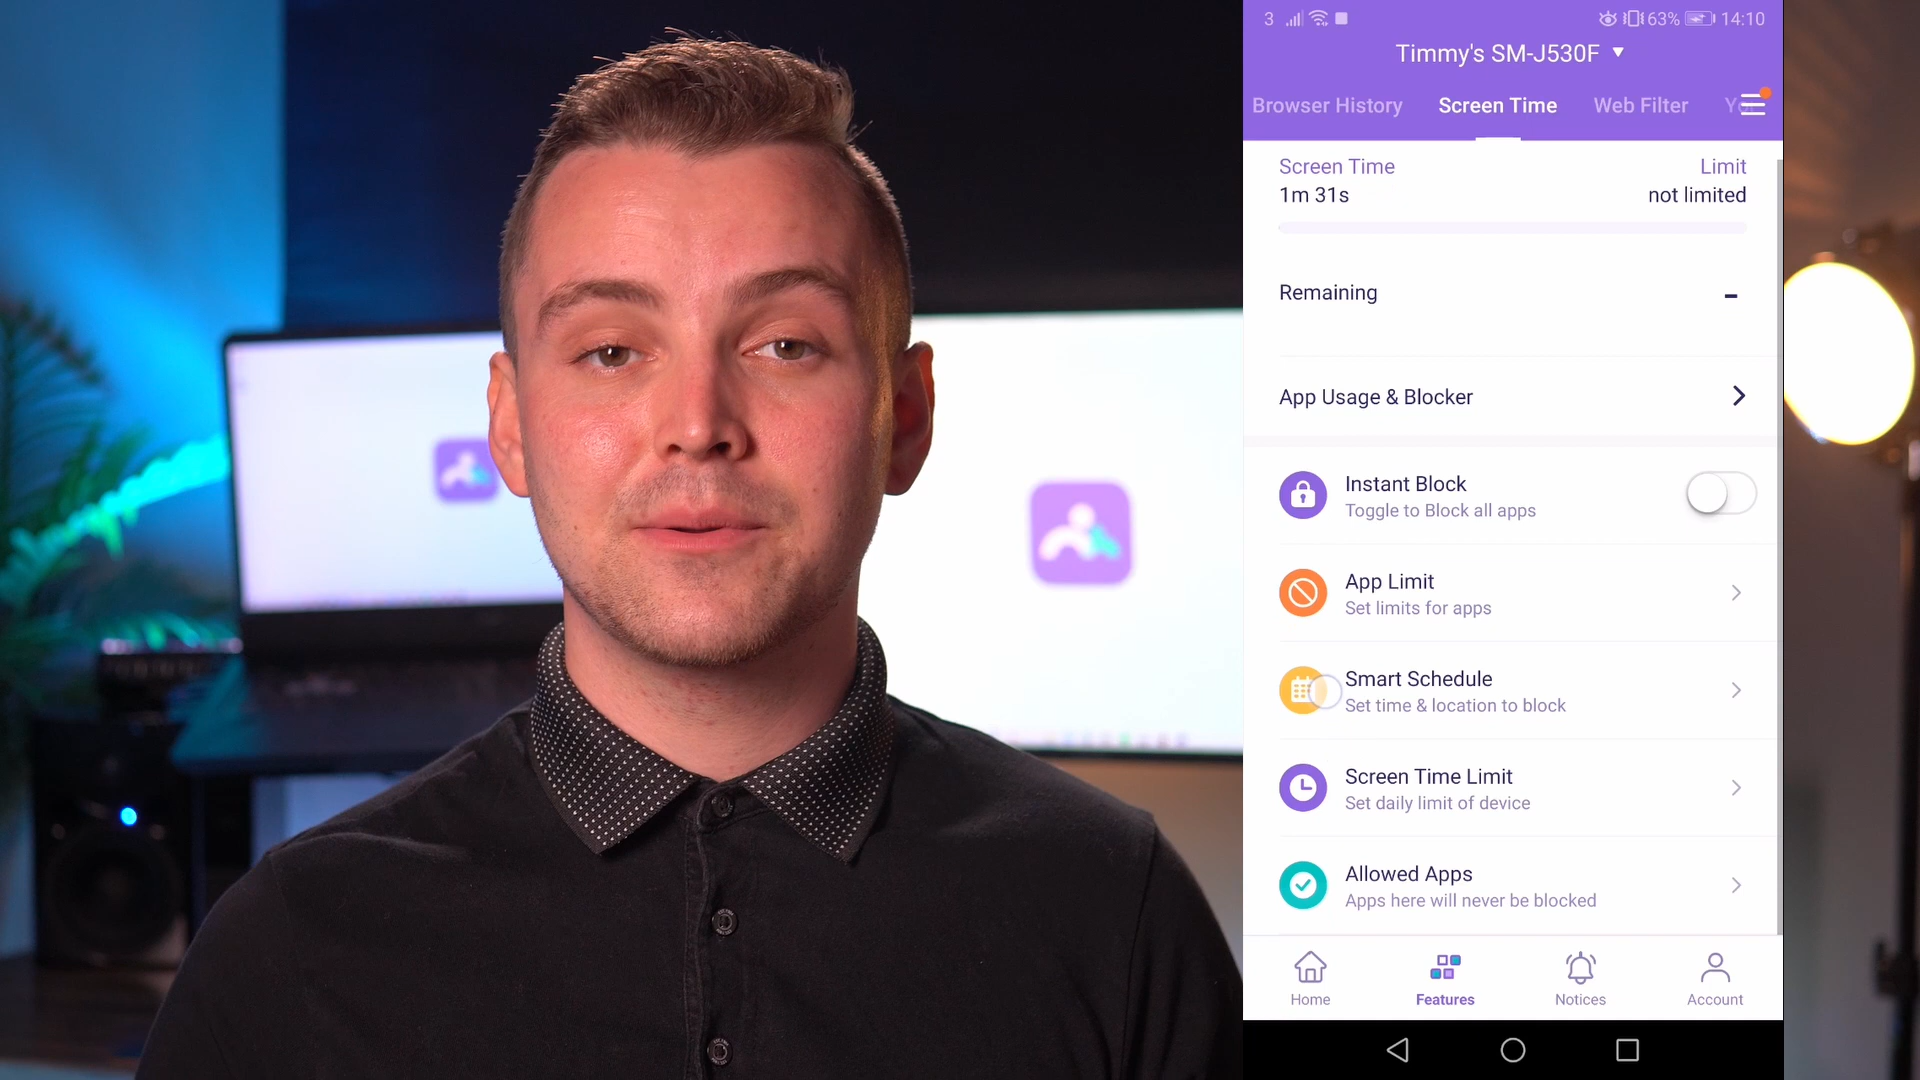 3
63% 14:10
Timmy's SM-J530F
Browser History Screen Time Web Filter
Screen Time Limit
1m 31s not limited
Remaining -
App Usage & Blocker
Instant Block
Toggle to Block all apps
App Limit
Set limits for apps
Smart Schedule
Set time & location to block
Screen Time Limit
Set daily limit of device
Allowed Apps
Apps here will never be blocked
Home Features Notices Account